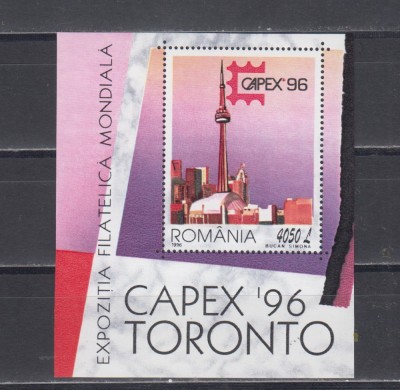 EXPOZIȚIA FILATELICĂ MONDIALĂ
CAPEX '96
ROMÂNIA 4050 L
1996 BUCAN SIMONA
CAPEX '96
TORONTO